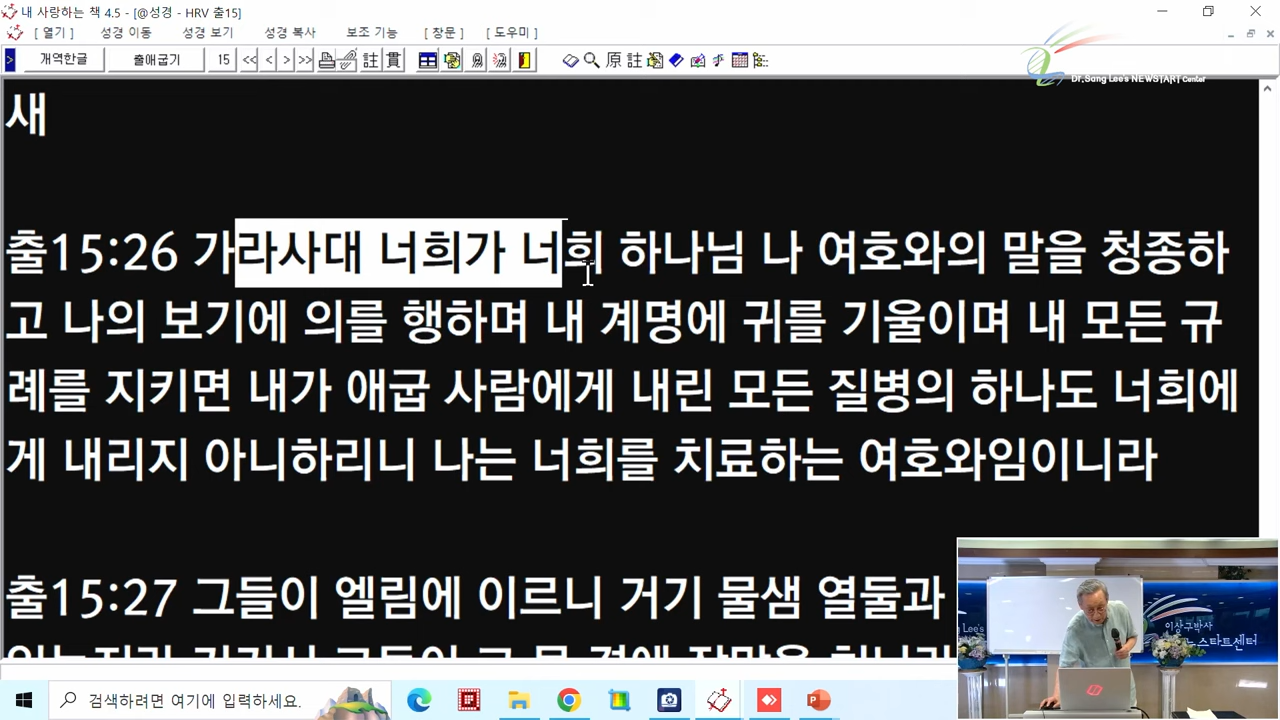 내 사랑하는 책 4.5 - [@성경 - HRV 출15]
[ 열기 ] 성경 이동 성경 보기 성경 복사 보조 기능 [ 창문 ] [ 도우미 ]
개역한글 출애굽기 15 << < > >> 註 貫 原 註
Dr.Sang Lee's NEWSTART Center
새
출15:26 가라사대 너희가 너희 하나님 나 여호와의 말을 청종하
고 나의 보기에 의를 행하며 내 계명에 귀를 기울이며 내 모든 규
례를 지키면 내가 애굽 사람에게 내린 모든 질병의 하나도 너희에
게 내리지 아니하리니 나는 너희를 치료하는 여호와임이니라
출15:27 그들이 엘림에 이르니 거기 물샘 열둘과
이상구박사
스타트센터
검색하려면 여기에 입력하세요.